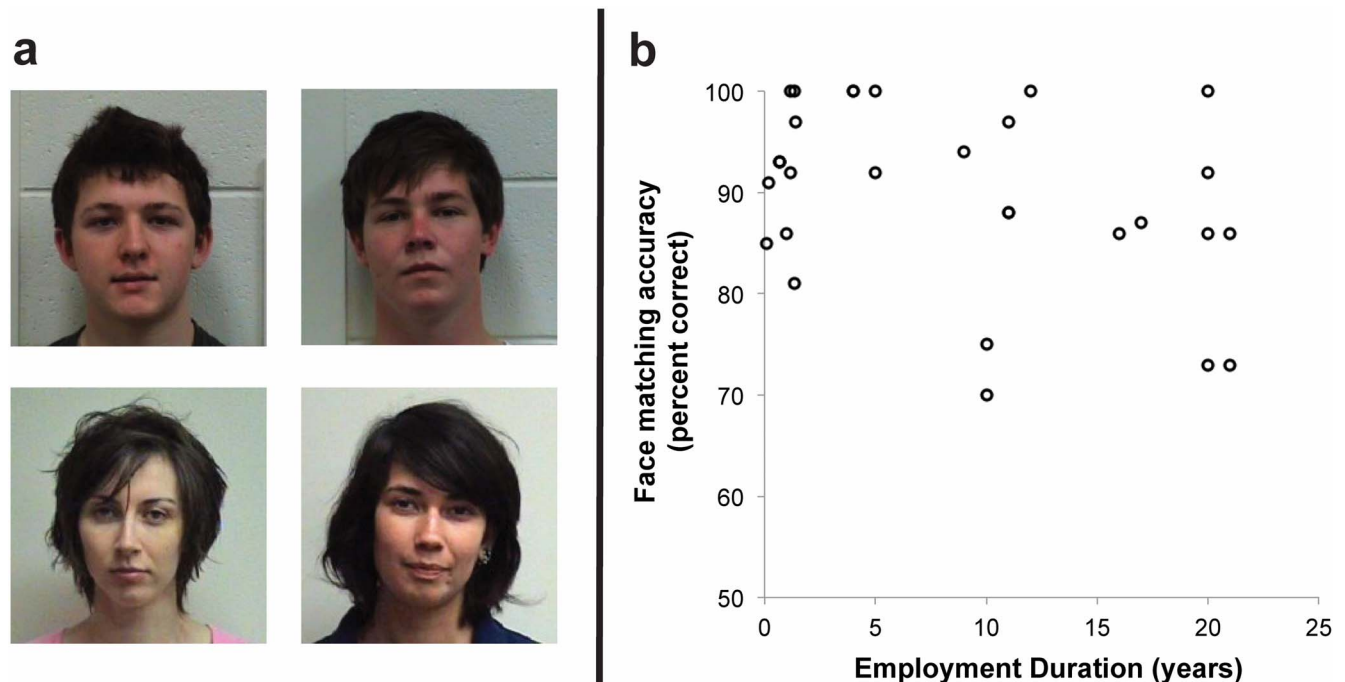 a
b
100
90
80
70
60
50
0
5
10
15
20
25
Face matching accuracy
(percent correct)
Employment Duration (years)